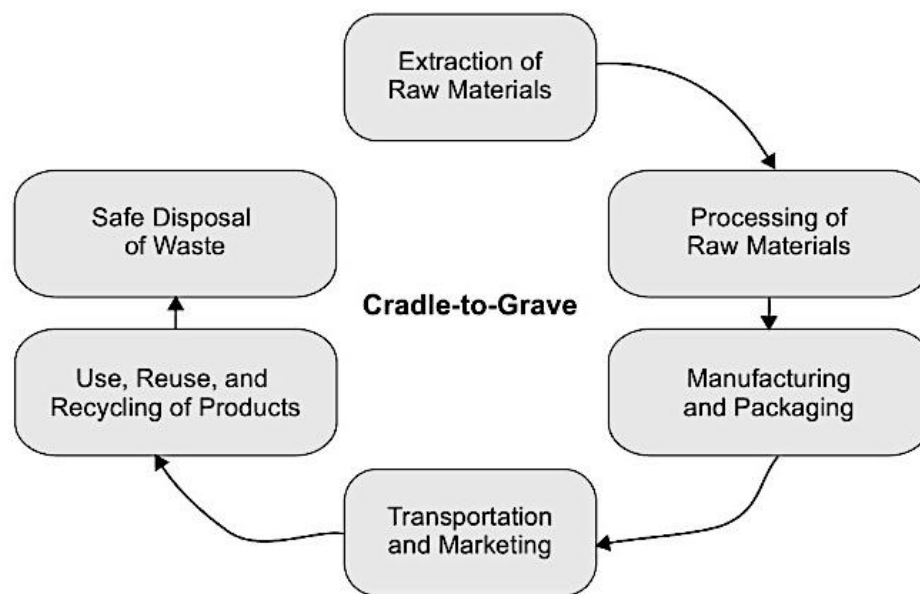 Extraction of
Raw Materials
Processing of
Raw Materials
Manufacturing
and Packaging
Transportation
and Marketing
Use, Reuse, and
Recycling of Products
Safe Disposal
of Waste
Cradle-to-Grave